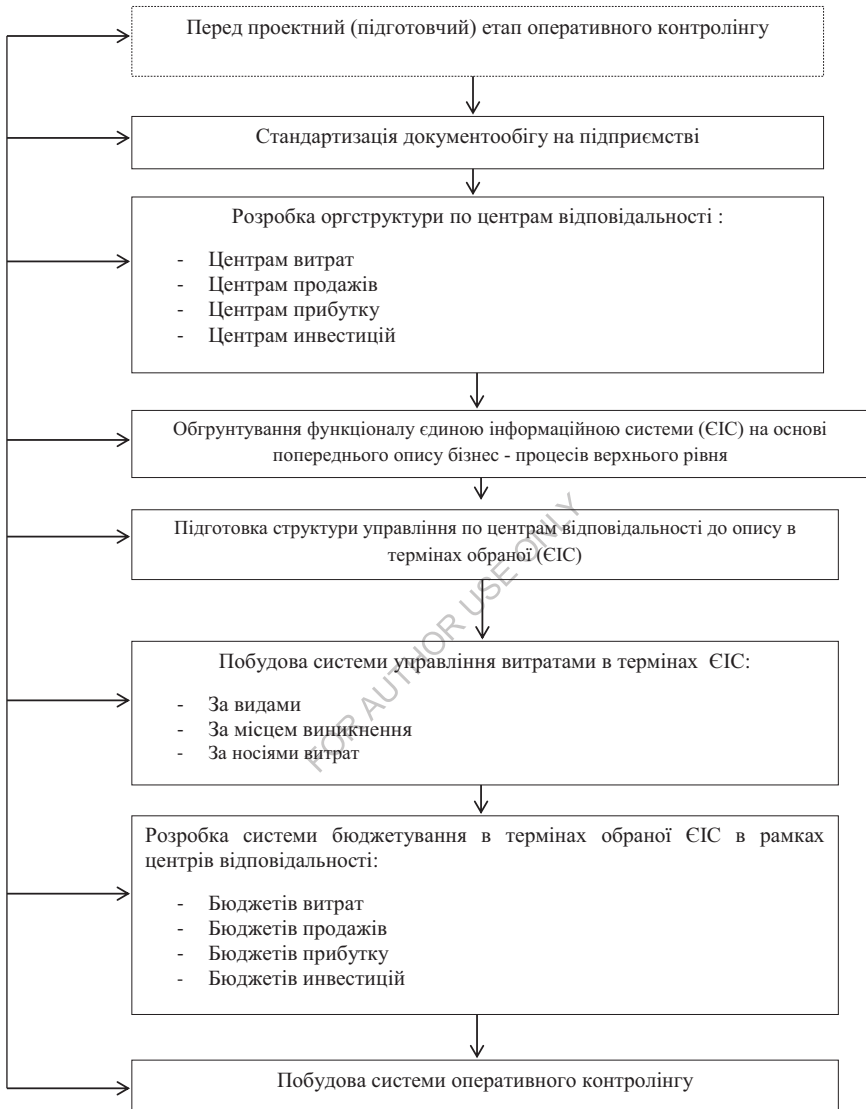 Перед проектний (підготовчий) етап оперативного контролінгу
Стандартизація документообігу на підприємстві
Розробка оргструктури по центрам відповідальності :
- Центрам витрат
- Центрам продажів
- Центрам прибутку
- Центрам инвестицій
Обгрунтування функціоналу єдиною інформаційною системи (ЄІС) на основі
попереднього опису бізнес - процесів верхнього рівня
Підготовка структури управління по центрам відповідальності до опису в
термінах обраної (ЄІС)
Побудова системи управління витратами в термінах ЄІС:
- За видами
- За місцем виникнення
- За носіями витрат
Розробка системи бюджетування в термінах обраної ЄІС в рамках
центрів відповідальності:
- Бюджетів витрат
- Бюджетів продажів
- Бюджетів прибутку
- Бюджетів инвестицій
Побудова системи оперативного контролінгу
FOR AUTHOR USE ONLY